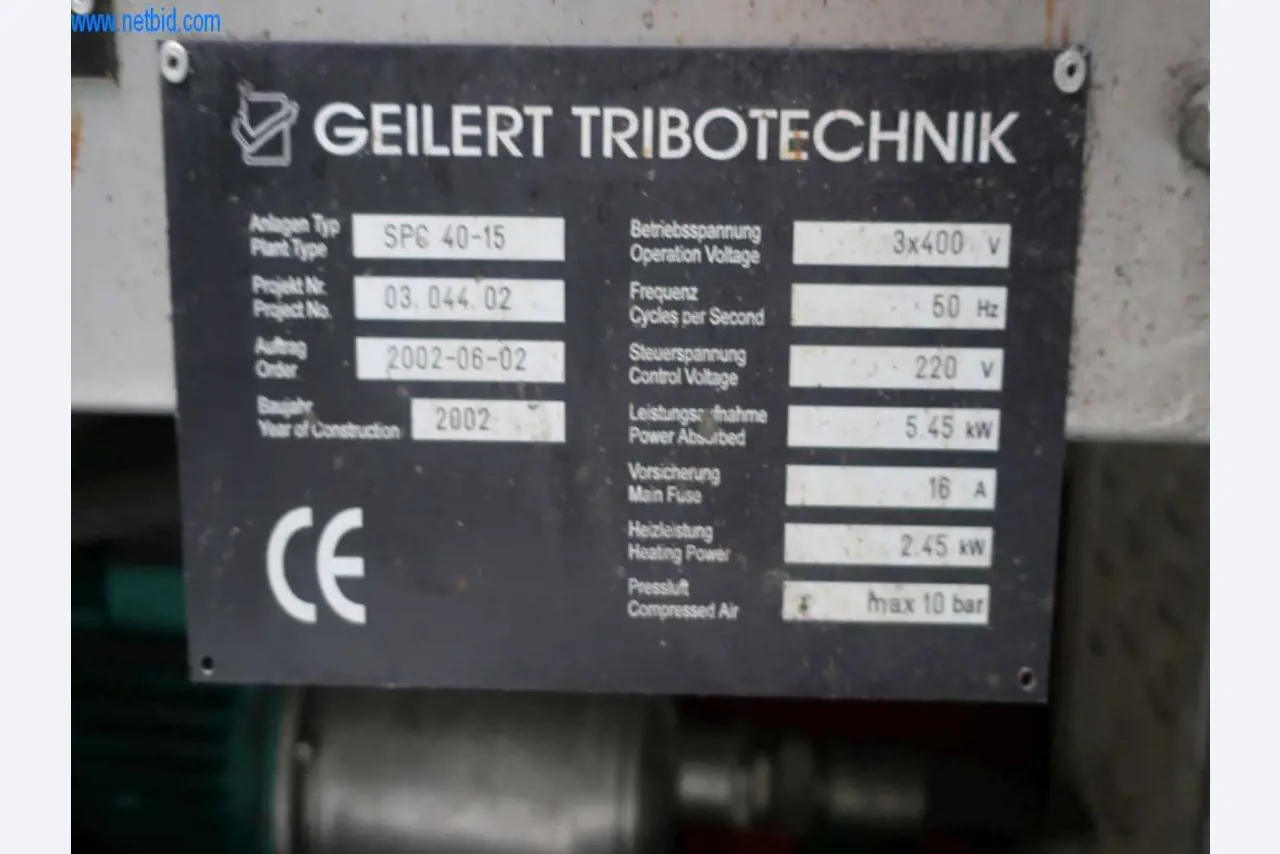 www.netbid.com
GEILERT TRIBOTECHNIK
Anlagen Typ
Plant Type
SPC 40-15
Projekt Nr.
Project No.
03.044.02
Auftrag
Order
2002-06-02
Baujahr
Year of Construction
2002
Betriebsspannung
Operation Voltage
3x400 V
Frequenz
Cycles per Second
50 Hz
Steuerspannung
Control Voltage
220 V
Leistungsaufnahme
Power Absorbed
5.45 kW
Vorsicherung
Main Fuse
16 A
Heizleistung
Heating Power
2.45 kW
Pressluft
Compressed Air
max 10 bar
CE